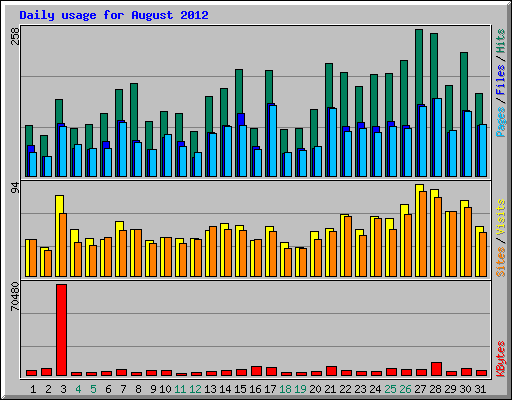 Daily usage for August 2012
258
Pages / Files / Hits
94
Sites / Visits
70480
KBytes
1 2 3 4 5 6 7 8 9 10 11 12 13 14 15 16 17 18 19 20 21 22 23 24 25 26 27 28 29 30 31